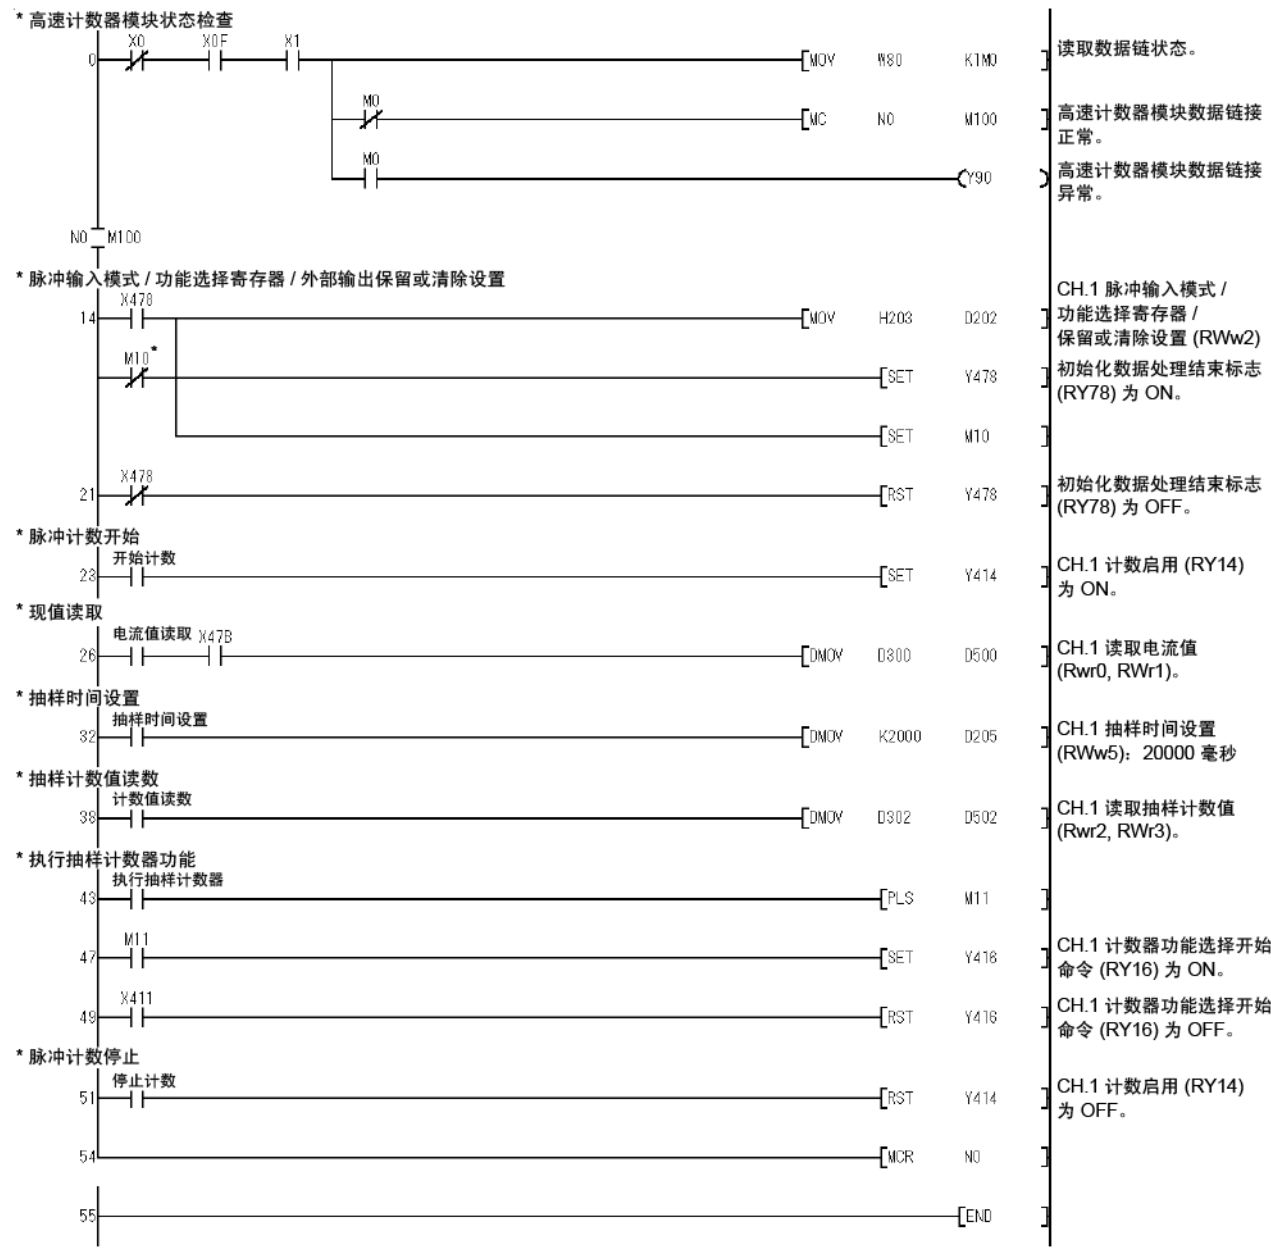 * 高速计数器模块状态检查
X0 X0F X1
0 MOV W80 K1M0 读取数据链状态。
M0
MC N0 M100 高速计数器模块数据链接
正常。
M0
Y90 高速计数器模块数据链接
异常。
N0 M100
* 脉冲输入模式 / 功能选择寄存器 / 外部输出保留或清除设置
X478
14 MOV H203 D202 CH.1 脉冲输入模式 /
功能选择寄存器 /
保留或清除设置 (RWw2)
M10 *
SET Y478 初始化数据处理结束标志
(RY78) 为 ON。
SET M10
X478
21 RST Y478 初始化数据处理结束标志
(RY78) 为 OFF。
* 脉冲计数开始
开始计数
23 SET Y414 CH.1 计数启用 (RY14)
为 ON。
* 现值读取
电流值读取 X47B
26 DMOV D300 D500 CH.1 读取电流值
(Rwr0, RWr1)。
* 抽样时间设置
抽样时间设置
32 DMOV K2000 D205 CH.1 抽样时间设置
(RWw5)：20000 毫秒
* 抽样计数值读数
计数值读数
38 DMOV D302 D502 CH.1 读取抽样计数值
(Rwr2, RWr3)。
* 执行抽样计数器功能
执行抽样计数器
43 PLS M11
M11
47 SET Y416 CH.1 计数器功能选择开始
命令 (RY16) 为 ON。
X411
49 RST Y416 CH.1 计数器功能选择开始
命令 (RY16) 为 OFF。
* 脉冲计数停止
停止计数
51 RST Y414 CH.1 计数启用 (RY14)
为 OFF。
54 MCR N0
55 END